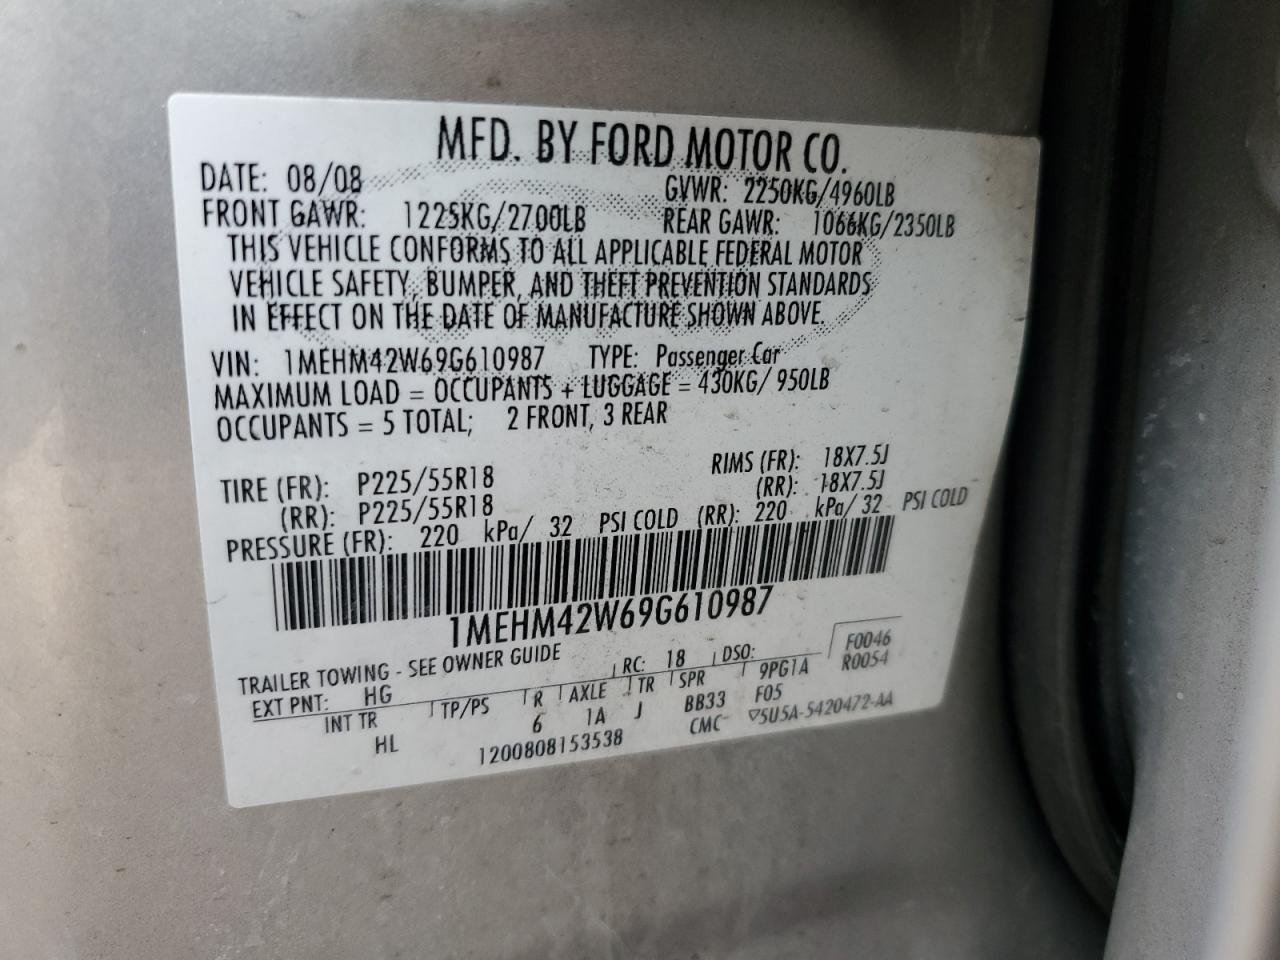 MFD. BY FORD MOTOR CO.
DATE: 08/08 GVWR: 2250KG/4960LB
FRONT GAWR: 1225KG/2700LB REAR GAWR: 1066KG/2350LB
THIS VEHICLE CONFORMS TO ALL APPLICABLE FEDERAL MOTOR
VEHICLE SAFETY, BUMPER, AND THEFT PREVENTION STANDARDS
IN EFFECT ON THE DATE OF MANUFACTURE SHOWN ABOVE.
VIN: 1MEHM42W69G610987 TYPE: Passenger Car
MAXIMUM LOAD = OCCUPANTS + LUGGAGE = 430KG/ 950LB
OCCUPANTS = 5 TOTAL; 2 FRONT, 3 REAR
TIRE (FR): P225/55R18 RIMS (FR): 18X7.5J
(RR): P225/55R18 (RR): 18X7.5J
PRESSURE (FR): 220 kPa/ 32 PSI COLD (RR): 220 kPa/ 32 PSI COLD
1MEHM42W69G610987
TRAILER TOWING - SEE OWNER GUIDE F0046
EXT PNT: HG RC: 18 DSO: R0054
INT TR TP/PS R AXLE TR SPR 9PG1A
HL 6 1A J BB33 F05
1200808153538 CMC ▽5U5A-5420472-AA